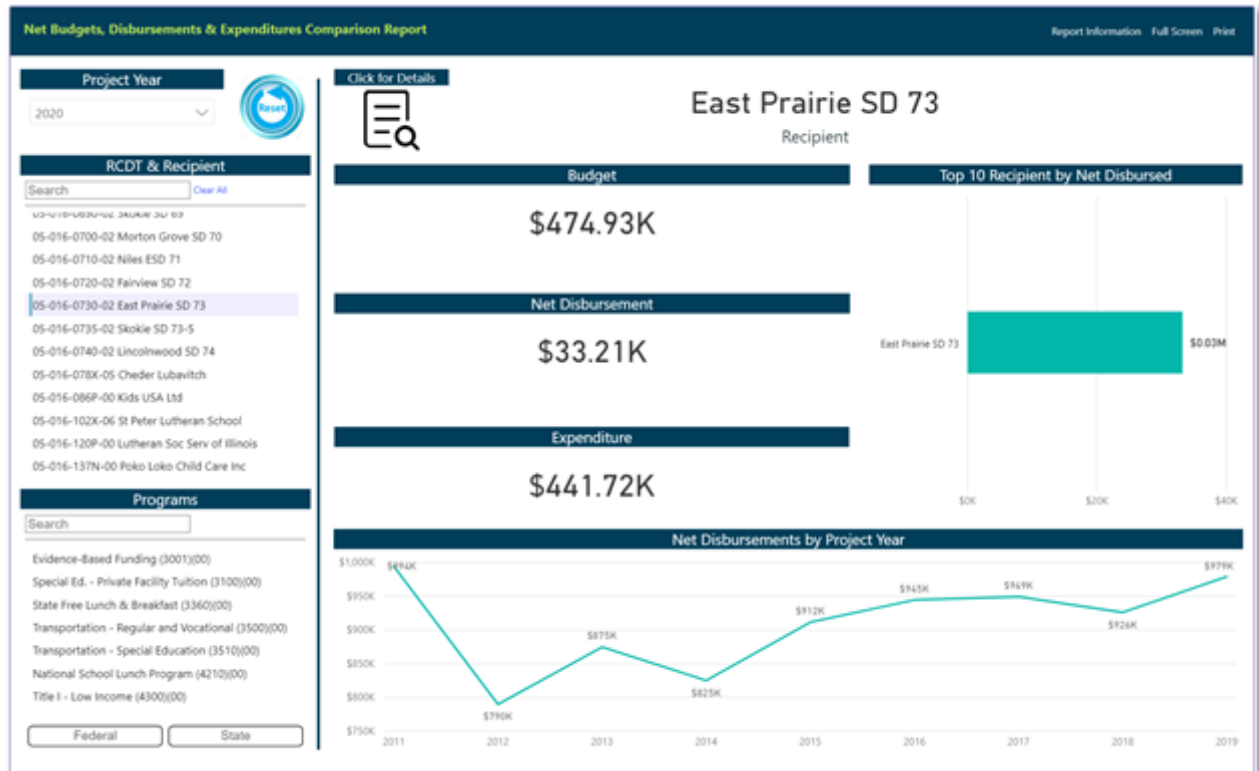 Net Budgets, Disbursements & Expenditures Comparison Report
Report Information Full Screen Print
Project Year
2020
Reset
RCDT & Recipient
Search
Clear All
05-016-0690-02 Skokie SD 69
05-016-0700-02 Morton Grove SD 70
05-016-0710-02 Niles ESD 71
05-016-0720-02 Fairview SD 72
05-016-0730-02 East Prairie SD 73
05-016-0735-02 Skokie SD 73-5
05-016-0740-02 Lincolnwood SD 74
05-016-078X-05 Cheder Lubavitch
05-016-086P-00 Kids USA Ltd
05-016-102X-06 St Peter Lutheran School
05-016-120P-00 Lutheran Soc Serv of Illinois
05-016-137N-00 Poko Loko Child Care Inc
Programs
Search
Evidence-Based Funding (3001)(00)
Special Ed. - Private Facility Tuition (3100)(00)
State Free Lunch & Breakfast (3360)(00)
Transportation - Regular and Vocational (3500)(00)
Transportation - Special Education (3510)(00)
National School Lunch Program (4210)(00)
Title I - Low Income (4300)(00)
Federal State
Click for Details
East Prairie SD 73
Recipient
Budget
$474.93K
Net Disbursement
$33.21K
Expenditure
$441.72K
Top 10 Recipient by Net Disbursed
East Prairie SD 73
$0.03M
$0K $20K $40K
Net Disbursements by Project Year
$1,000K
$950K
$900K
$850K
$800K
$750K
$994K
$790K
$875K
$825K
$912K
$945K
$949K
$926K
$979K
2011 2012 2013 2014 2015 2016 2017 2018 2019